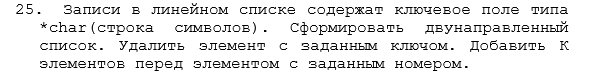 25. Записи в линейном списке содержат ключевое поле типа
*char(строка символов). Сформировать двунаправленный
список. Удалить элемент с заданным ключом. Добавить К
элементов перед элементом с заданным номером.